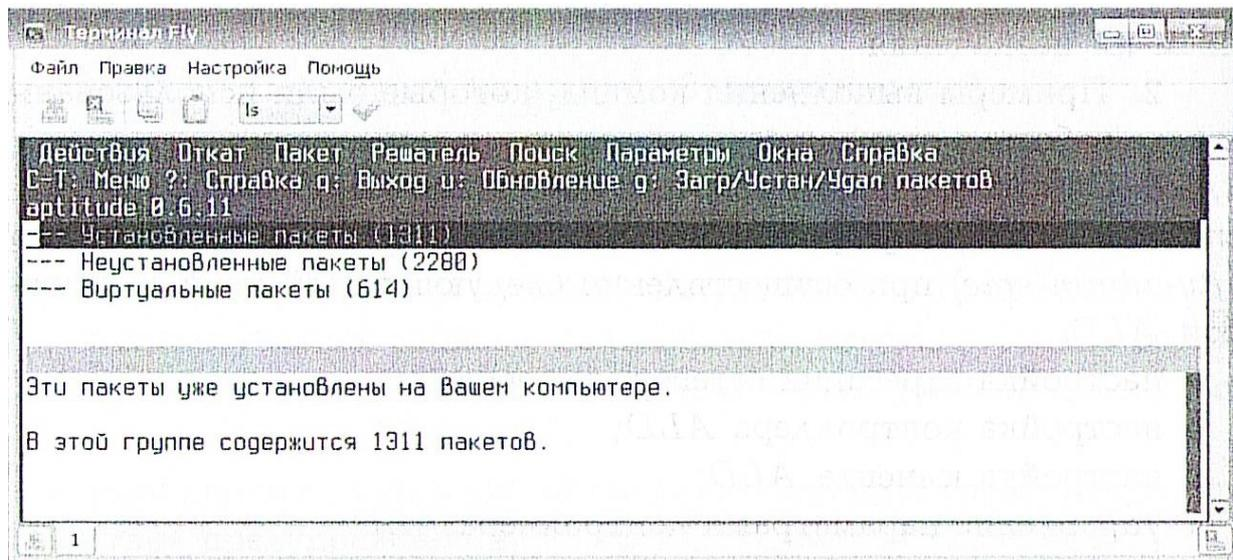 Терминал Fly
Файл Правка Настройка Помощь
ls
Действия Откат Пакет Решатель Поиск Параметры Окна Справка
C-T: Меню ?: Справка q: Выход u: Обновление g: Загр/Устан/Удал пакетов
aptitude 0.6.11
--- Установленные пакеты (1311)
--- Неустановленные пакеты (2280)
--- Виртуальные пакеты (614)
Эти пакеты уже установлены на Вашем компьютере.
В этой группе содержится 1311 пакетов.
1